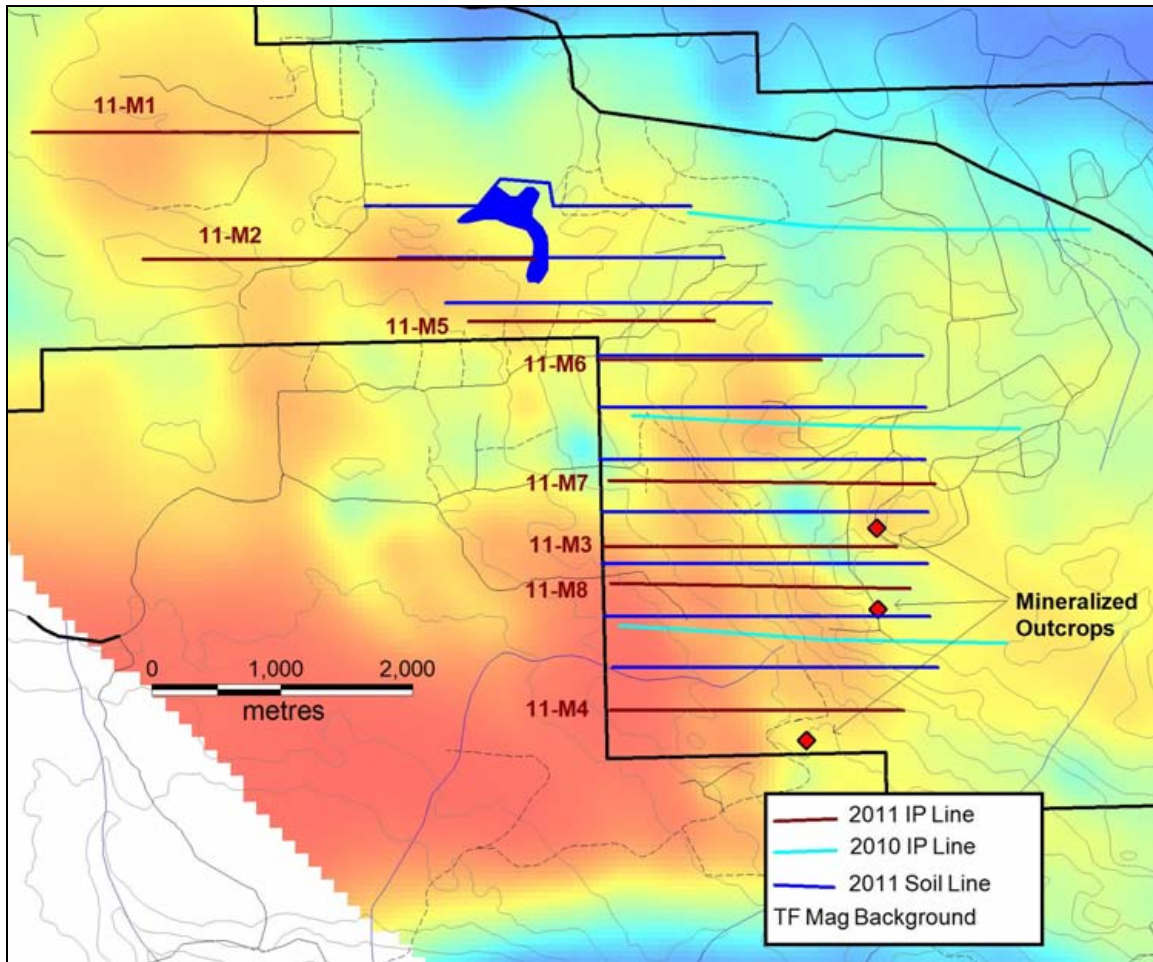 11-M1
11-M2
11-M5
11-M6
11-M7
11-M3
11-M8
Mineralized
Outcrops
0 1,000 2,000
metres
11-M4
2011 IP Line
2010 IP Line
2011 Soil Line
TF Mag Background